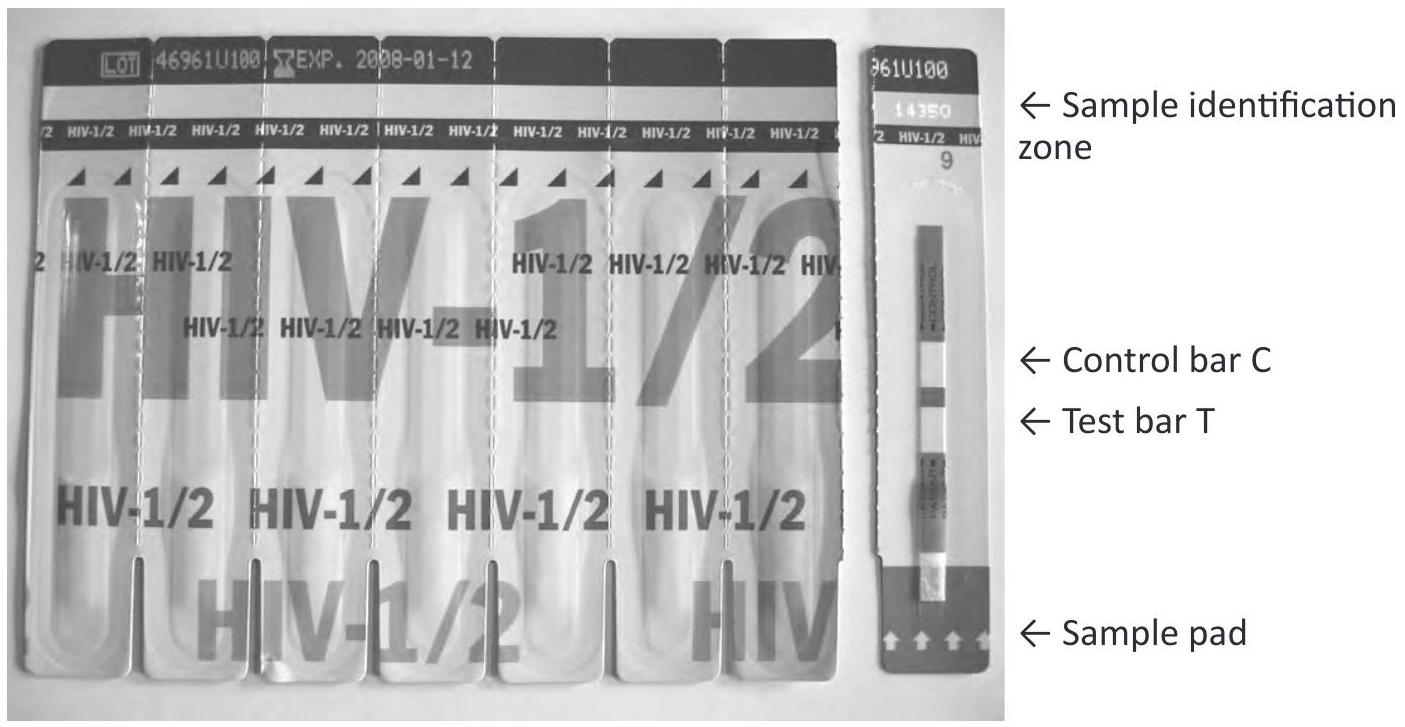 LOT 46961U100 EXP. 2008-01-12
961U100
14350
/2 HIV-1/2 HIV-1/2 HIV-1/2 HIV-1/2 HIV-1/2 HIV-1/2 HIV-1/2 HIV-1/2 HIV-1/2 HIV-1/2 HIV-1/2 HIV-1/2
/2 HIV-1/2 HIV
9
HIV-1/2
2 HIV-1/2 HIV-1/2 HIV-1/2 HIV-1/2 HIV-1/2 HIV-
HIV-1/2 HIV-1/2 HIV-1/2 HIV-1/2
CONTROL
HIV-1/2 HIV-1/2 HIV-1/2 HIV-1/2
PATIENT
HIV-1/2 HIV
← Sample identification
zone
← Control bar C
← Test bar T
← Sample pad